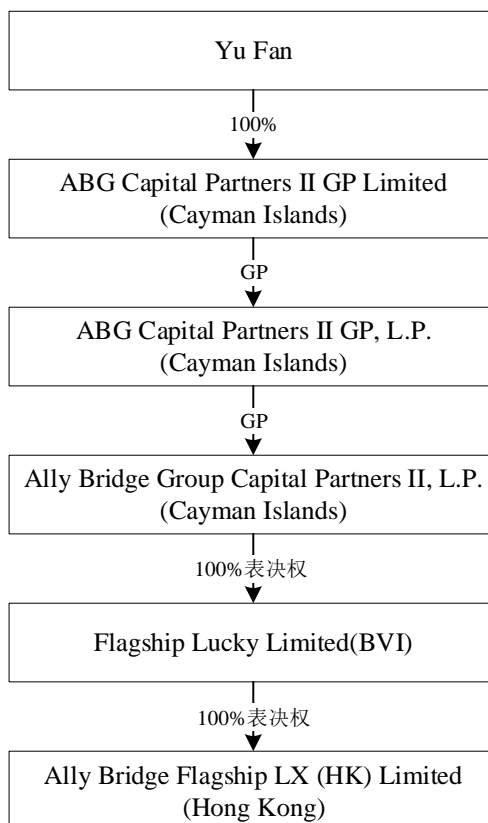 Yu Fan
100%
ABG Capital Partners II GP Limited
(Cayman Islands)
GP
ABG Capital Partners II GP, L.P.
(Cayman Islands)
GP
Ally Bridge Group Capital Partners II, L.P.
(Cayman Islands)
100%表决权
Flagship Lucky Limited(BVI)
100%表决权
Ally Bridge Flagship LX (HK) Limited
(Hong Kong)